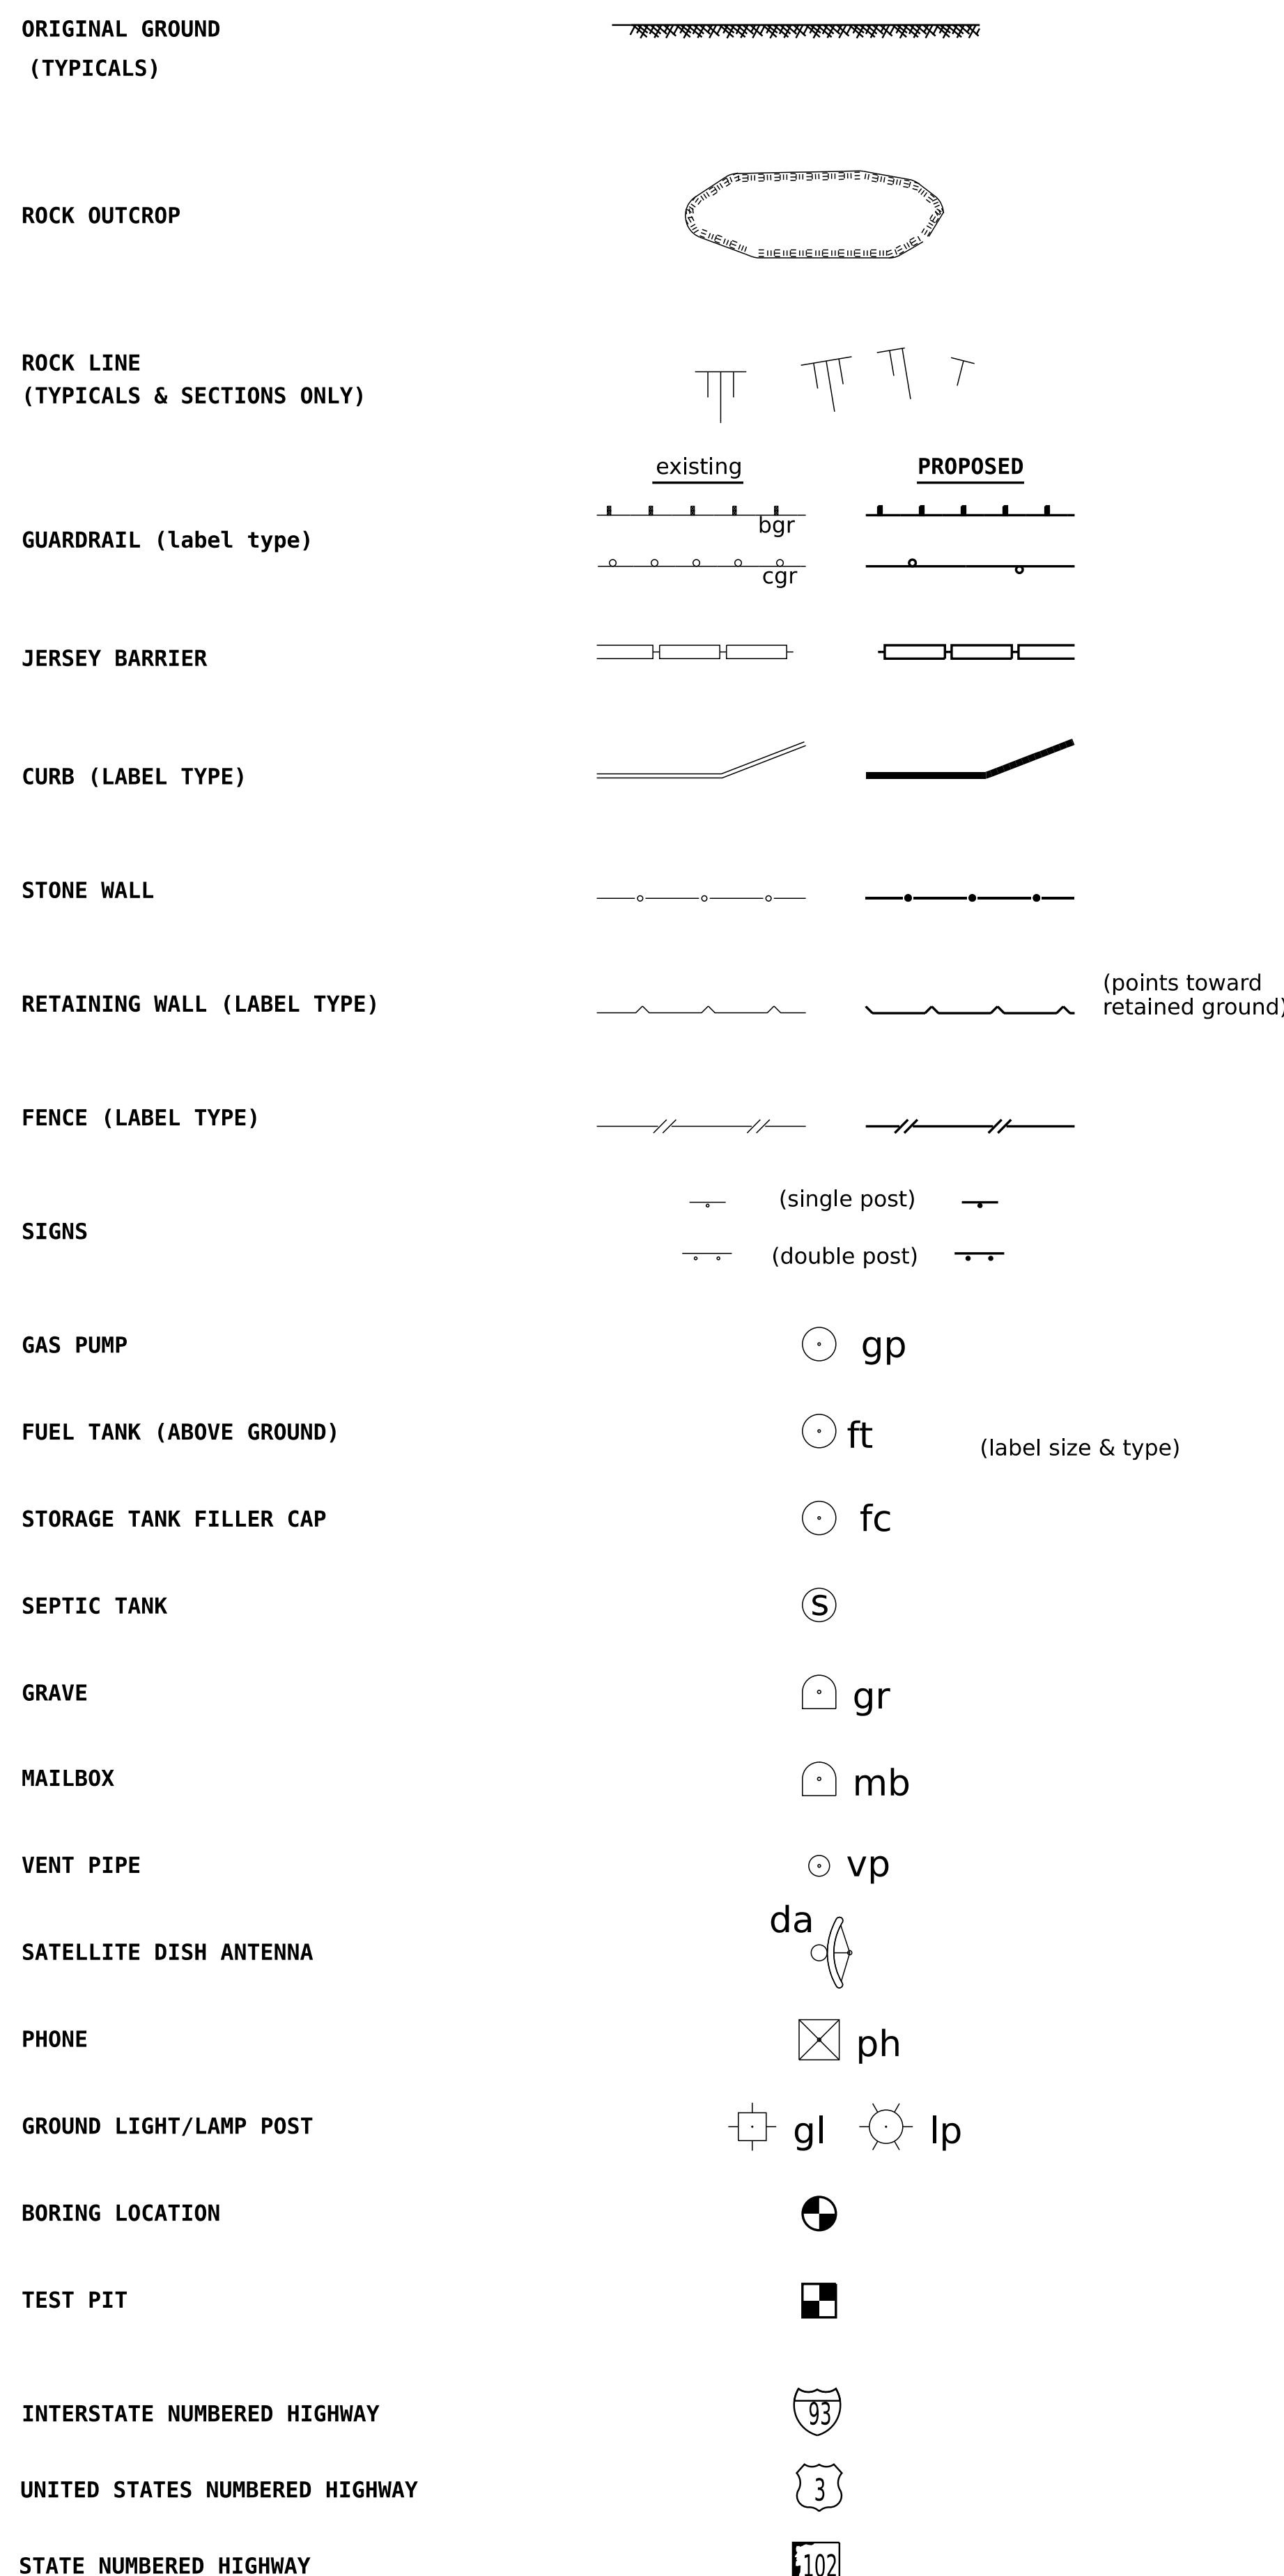 ORIGINAL GROUND
(TYPICALS)
ROCK OUTCROP
ROCK LINE
(TYPICALS & SECTIONS ONLY)
existing PROPOSED
GUARDRAIL (label type)
bgr
cgr
JERSEY BARRIER
CURB (LABEL TYPE)
STONE WALL
RETAINING WALL (LABEL TYPE)
(points toward
retained ground)
FENCE (LABEL TYPE)
SIGNS
(single post)
(double post)
GAS PUMP gp
FUEL TANK (ABOVE GROUND) ft (label size & type)
STORAGE TANK FILLER CAP fc
SEPTIC TANK s
GRAVE gr
MAILBOX mb
VENT PIPE vp
SATELLITE DISH ANTENNA da
PHONE ph
GROUND LIGHT/LAMP POST gl lp
BORING LOCATION
TEST PIT
INTERSTATE NUMBERED HIGHWAY 93
UNITED STATES NUMBERED HIGHWAY 3
STATE NUMBERED HIGHWAY 102